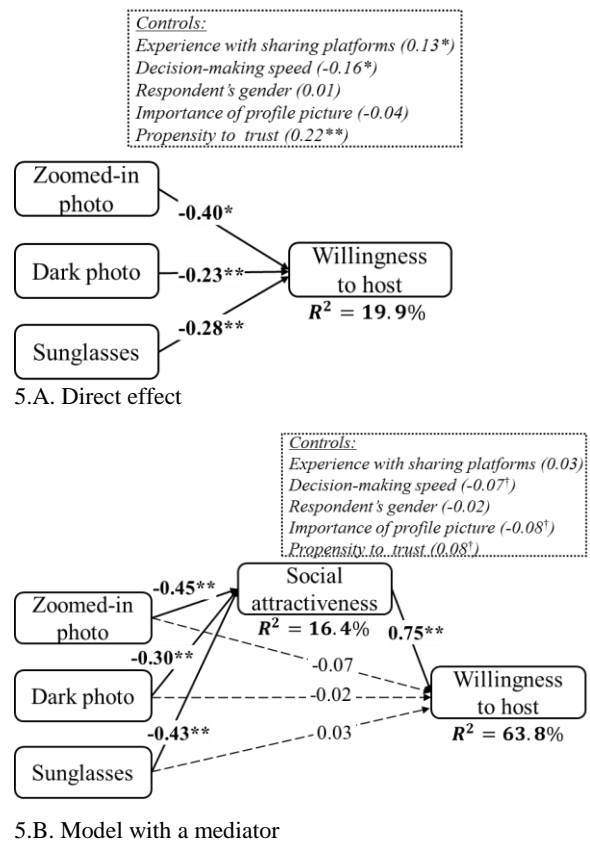 Controls:
Experience with sharing platforms (0.13*)
Decision-making speed (-0.16*)
Respondent's gender (0.01)
Importance of profile picture (-0.04)
Propensity to trust (0.22**)
Zoomed-in
photo
-0.40*
Dark photo
-0.23**
Willingness
to host
R² = 19.9%
-0.28**
Sunglasses
5.A. Direct effect
Controls:
Experience with sharing platforms (0.03)
Decision-making speed (-0.07†)
Respondent's gender (-0.02)
Importance of profile picture (-0.08†)
Propensity to trust (0.08†)
Social
attractiveness
R² = 16.4%
-0.45**
Zoomed-in
photo
0.75**
-0.30**
-0.07
Dark photo
-0.02
Willingness
to host
R² = 63.8%
-0.43**
0.03
Sunglasses
5.B. Model with a mediator